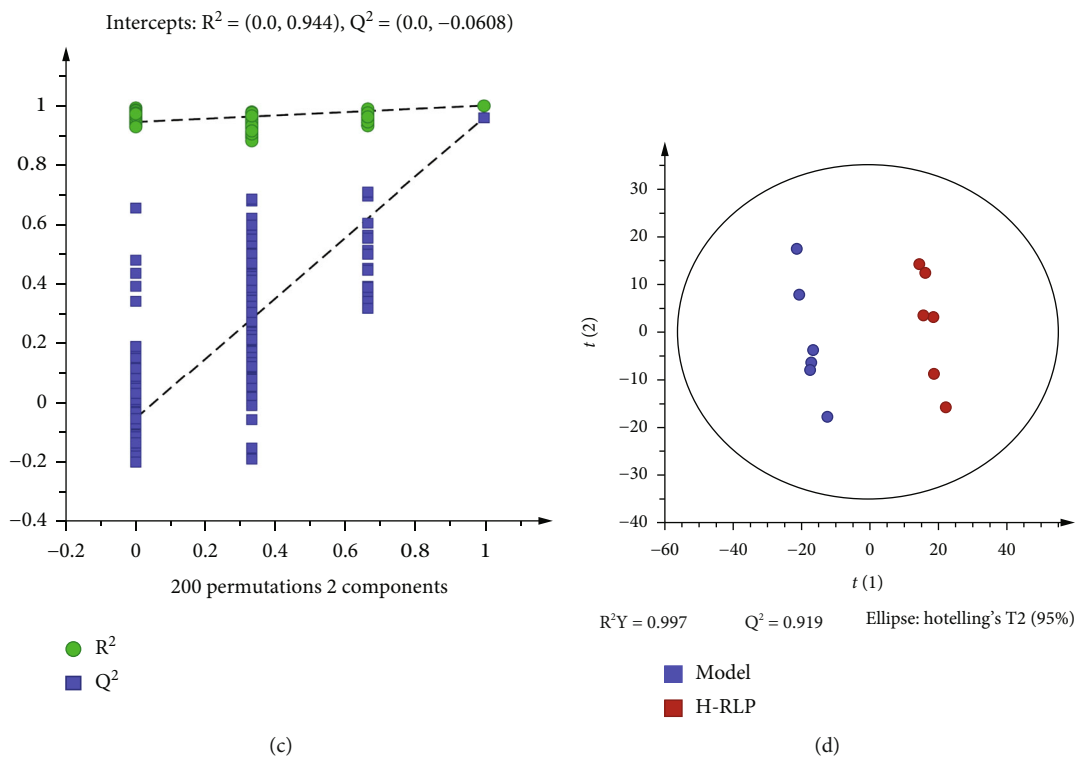 Intercepts: R² = (0.0, 0.944), Q² = (0.0, −0.0608)
1
0.8
0.6
0.4
0.2
0
−0.2
−0.4
−0.2 0 0.2 0.4 0.6 0.8 1
200 permutations 2 components
R²
Q²
(c)
30
20
10
0
−10
−20
−30
−40
t (2)
−60 −40 −20 0 20 40
t (1)
R²Y = 0.997 Q² = 0.919 Ellipse: hotelling's T2 (95%)
Model
H-RLP
(d)